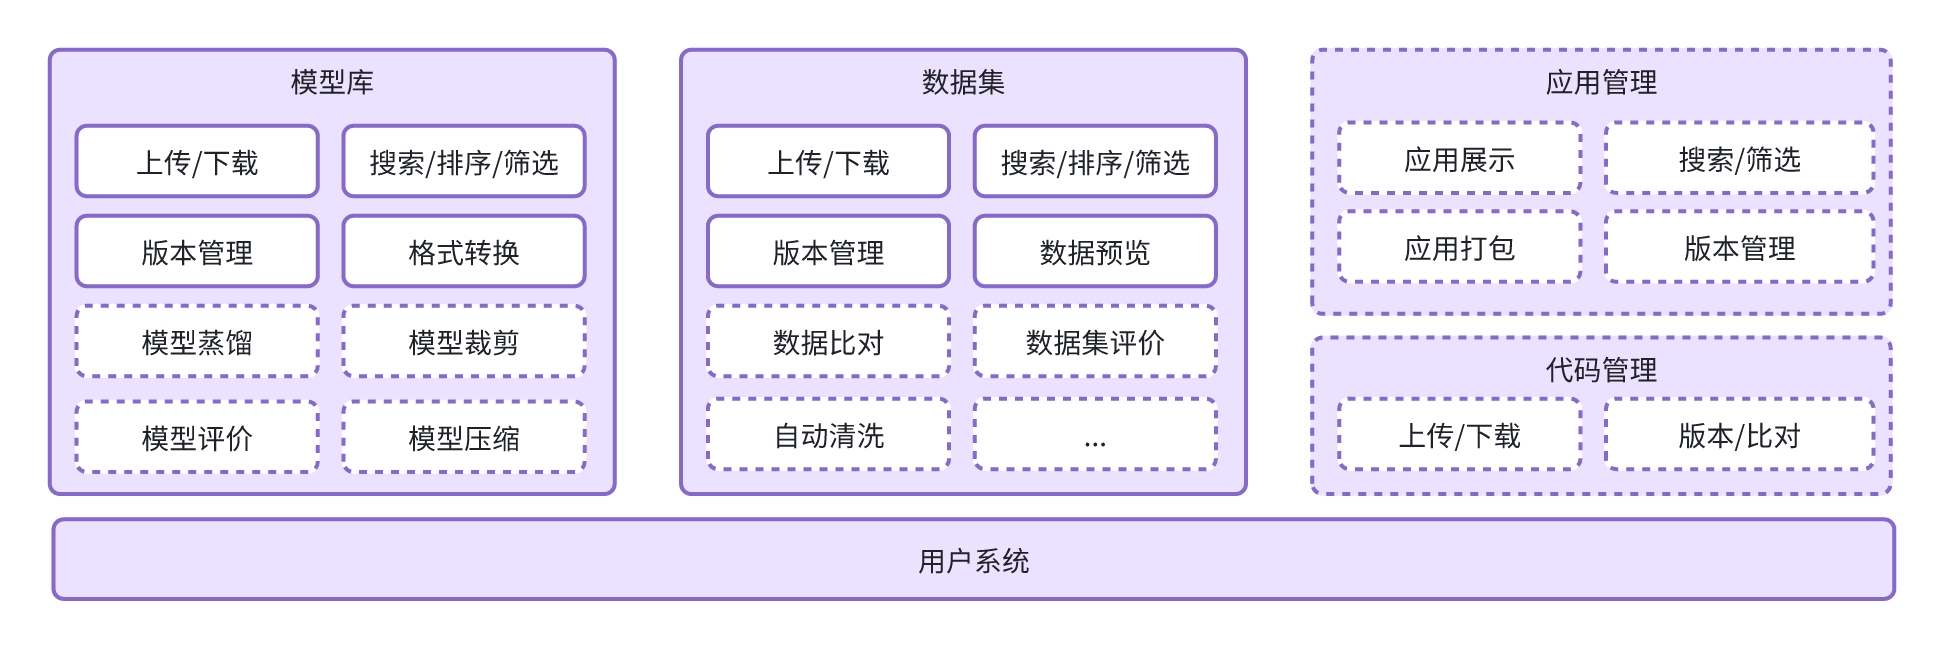 模型库
上传/下载
搜索/排序/筛选
版本管理
格式转换
模型蒸馏
模型裁剪
模型评价
模型压缩
数据集
上传/下载
搜索/排序/筛选
版本管理
数据预览
数据比对
数据集评价
自动清洗
...
应用管理
应用展示
搜索/筛选
应用打包
版本管理
代码管理
上传/下载
版本/比对
用户系统